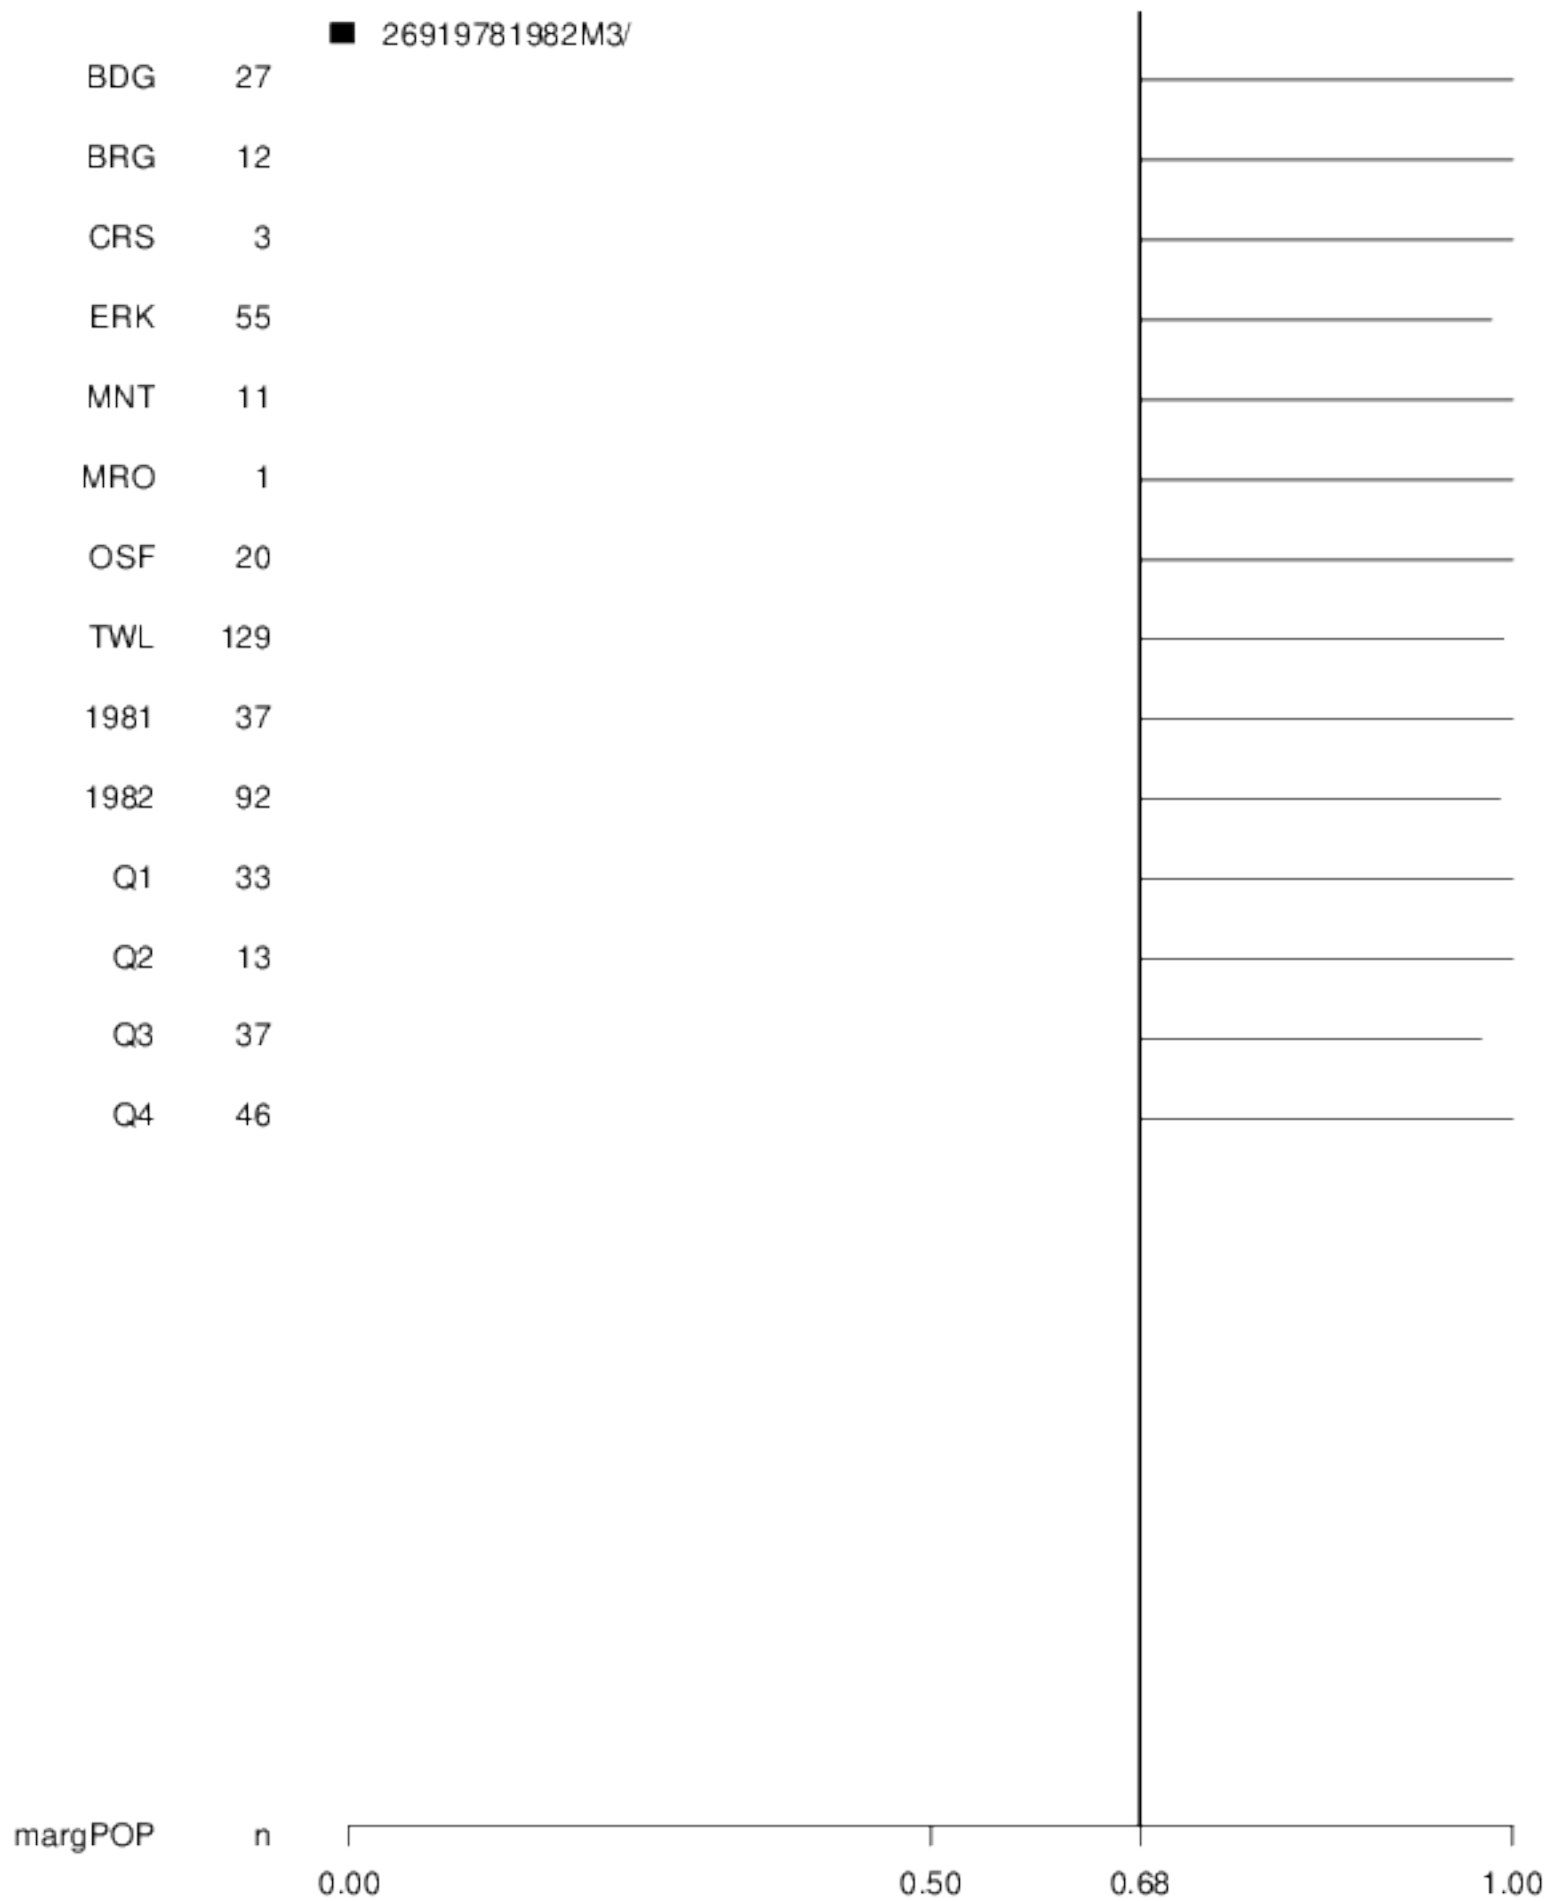 26919781982M3/
BDG 27
BRG 12
CRS 3
ERK 55
MNT 11
MRO 1
OSF 20
TWL 129
1981 37
1982 92
Q1 33
Q2 13
Q3 37
Q4 46
margPOP n
0.00 0.50 0.68 1.00